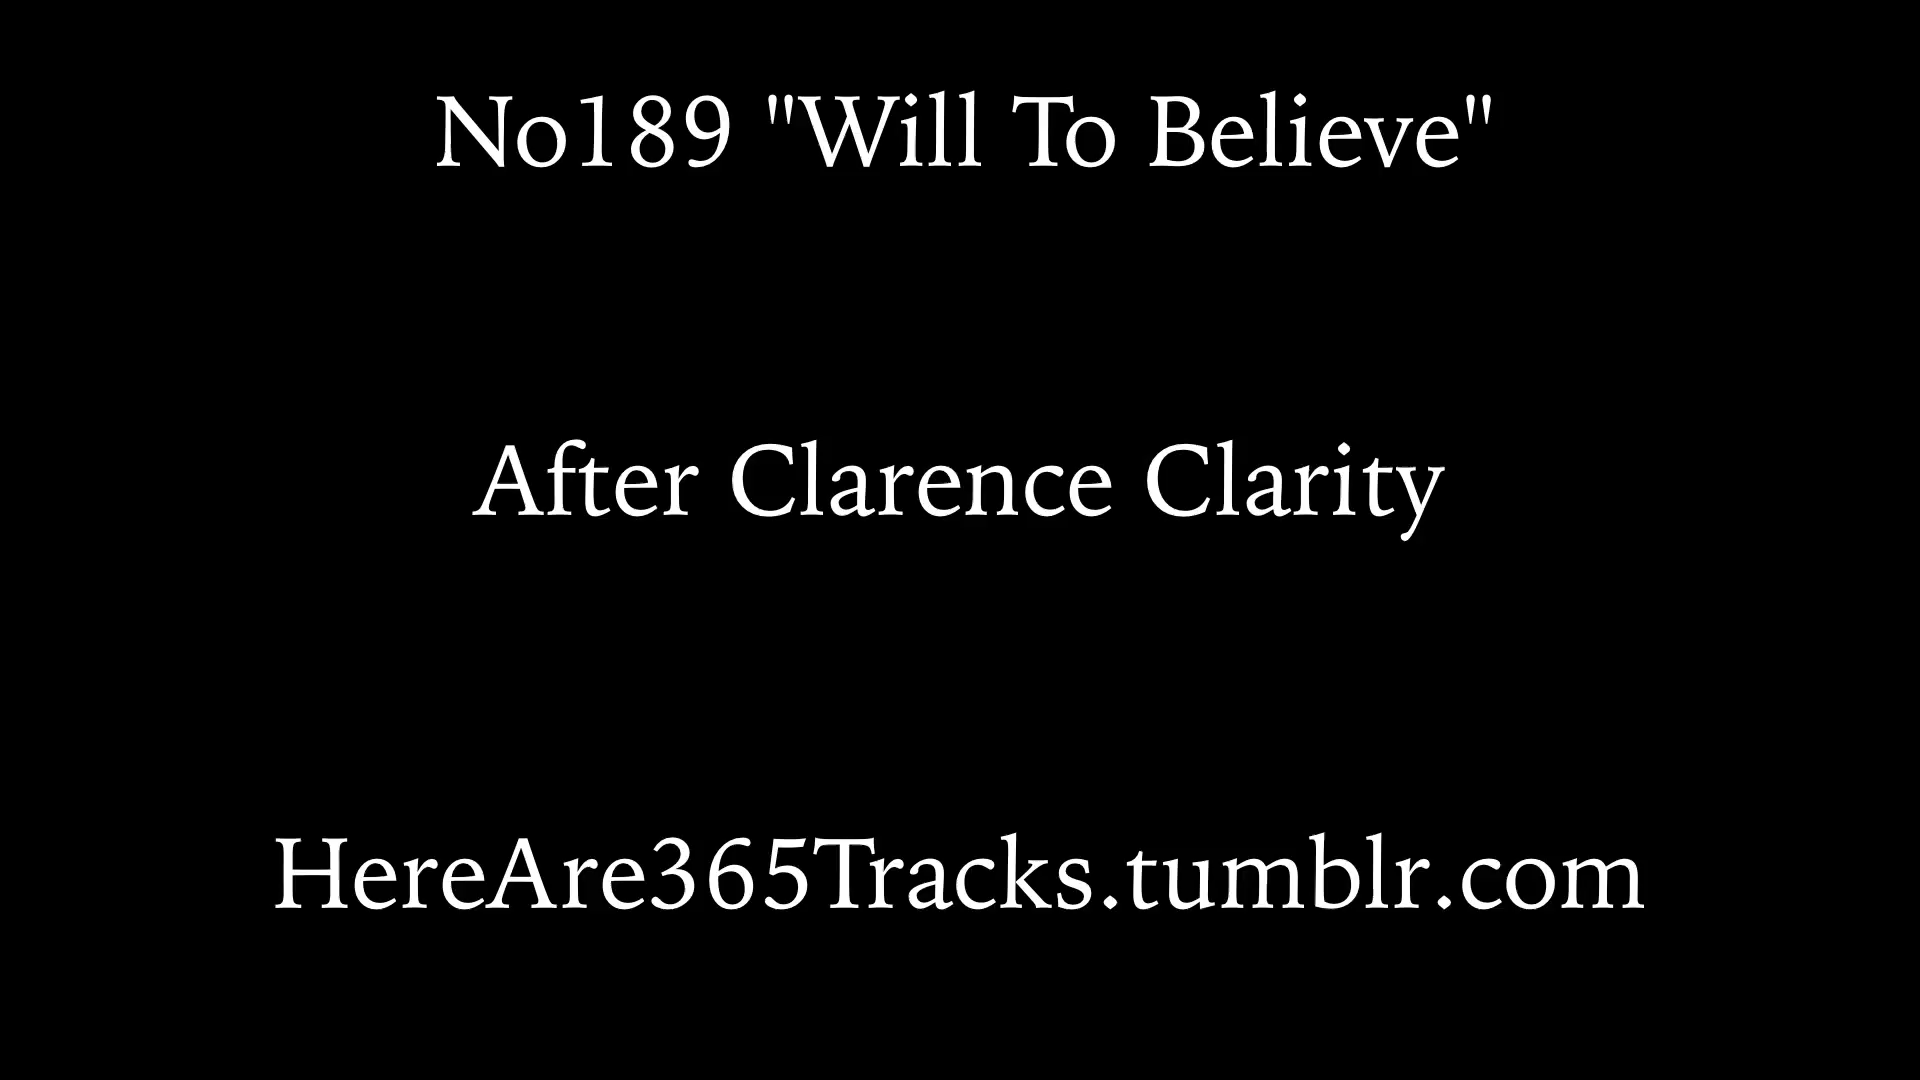 No189 "Will To Believe"
After Clarence Clarity
HereAre365Tracks.tumblr.com